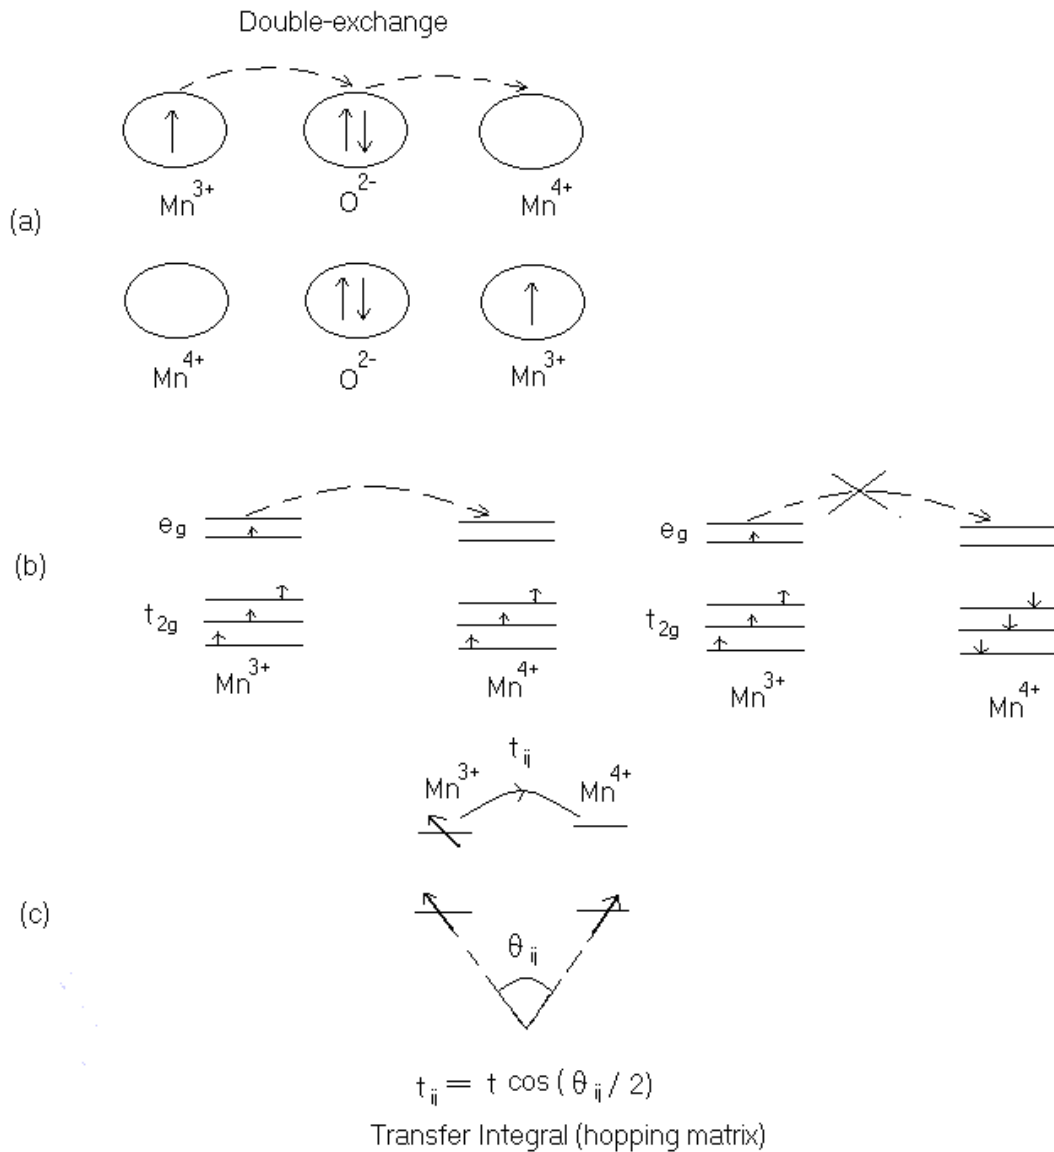 Double-exchange
Mn3+ O2- Mn4+
(a)
Mn4+ O2- Mn3+
eg eg
(b)
t2g t2g
Mn3+ Mn4+ Mn3+ Mn4+
tij
Mn3+ Mn4+
(c)
θij
tij = t cos(θij / 2)
Transfer Integral (hopping matrix)